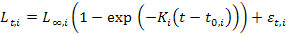 L_{t,i} = L_{∞,i} (1 − exp (−K_i(t − t_{0,i}))) + ε_{t,i}